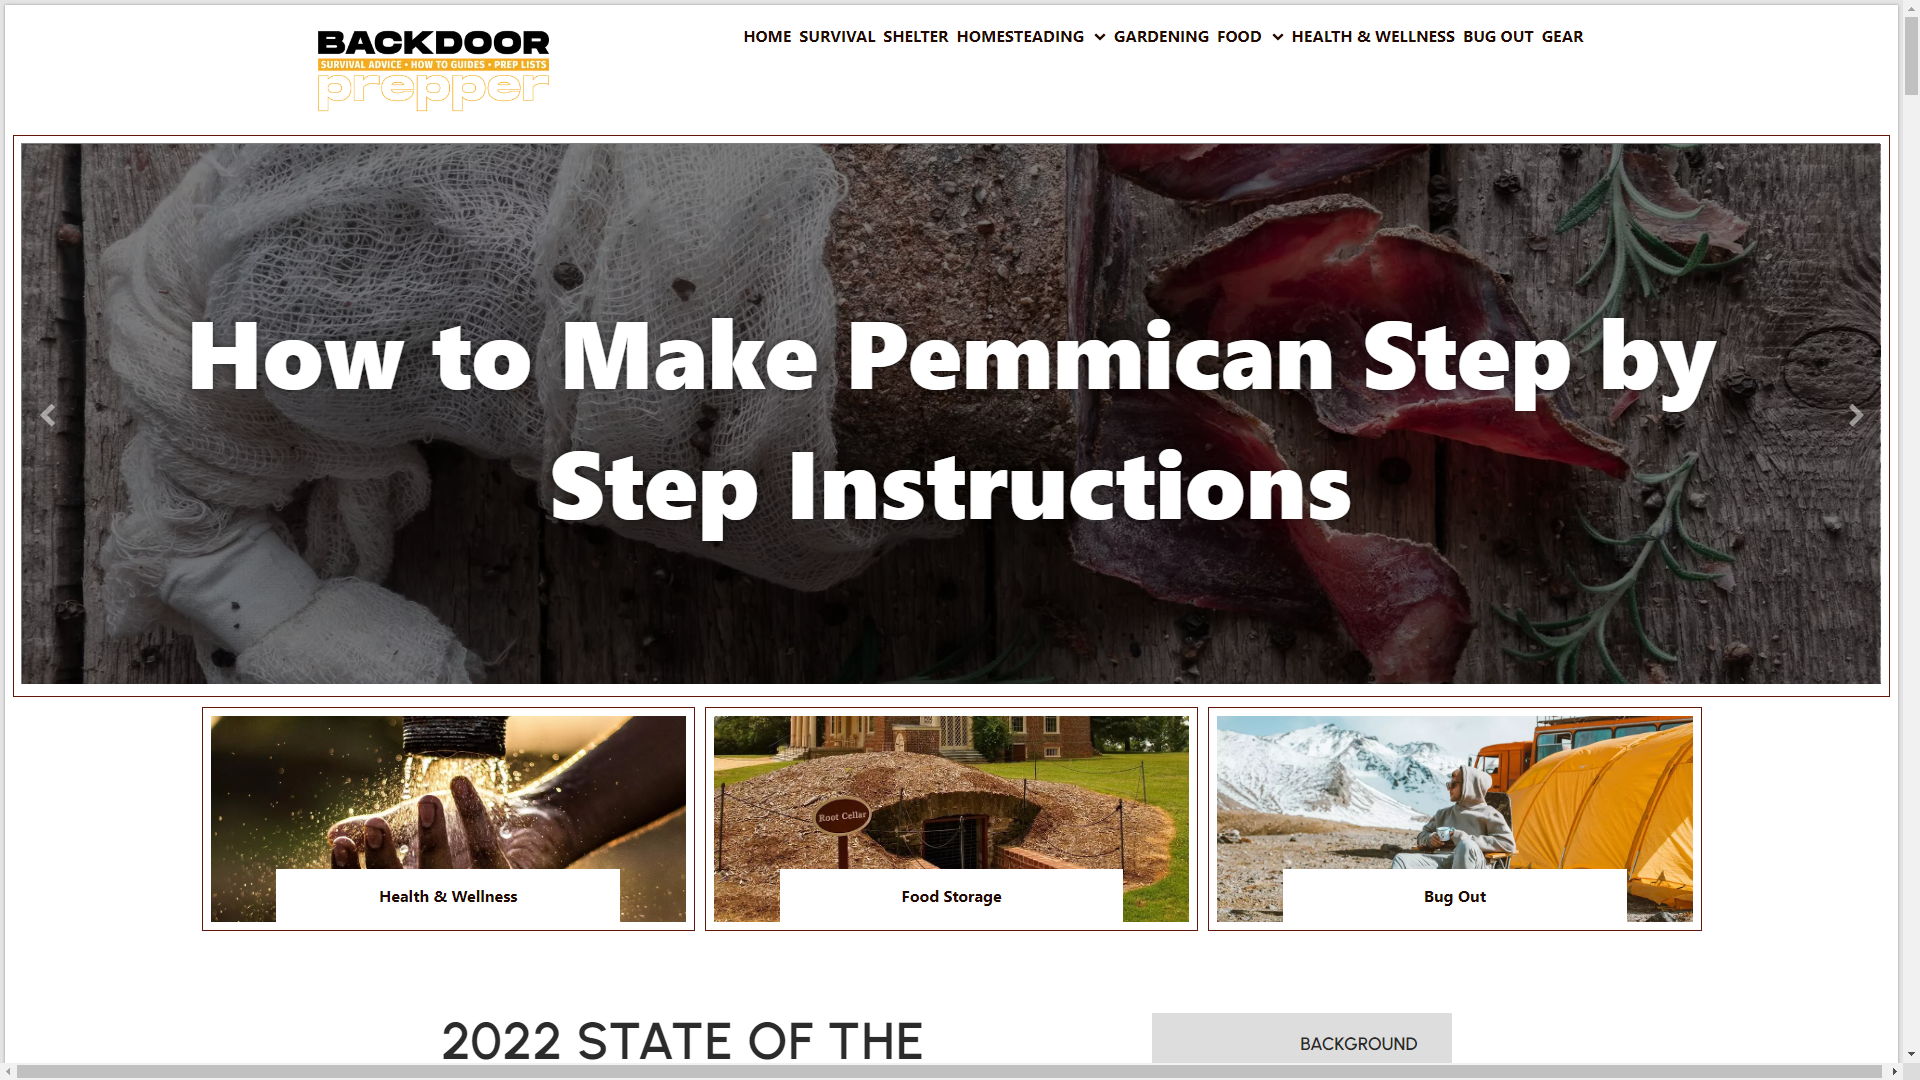 BACKDOOR
SURVIVAL ADVICE • HOW TO GUIDES • PREP LISTS
prepper
HOME SURVIVAL SHELTER HOMESTEADING GARDENING FOOD HEALTH & WELLNESS BUG OUT GEAR
How to Make Pemmican Step by
Step Instructions
Root Cellar
Health & Wellness
Food Storage
Bug Out
2022 STATE OF THE
BACKGROUND